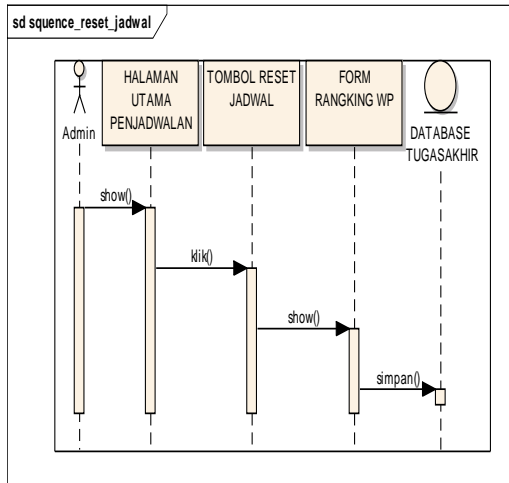 sd squence_reset_jadwal
HALAMAN
UTAMA
PENJADWALAN
TOMBOL RESET
JADWAL
FORM
RANGKING WP
Admin
DATABASE
TUGASAKHIR
show()
klik()
show()
simpan()